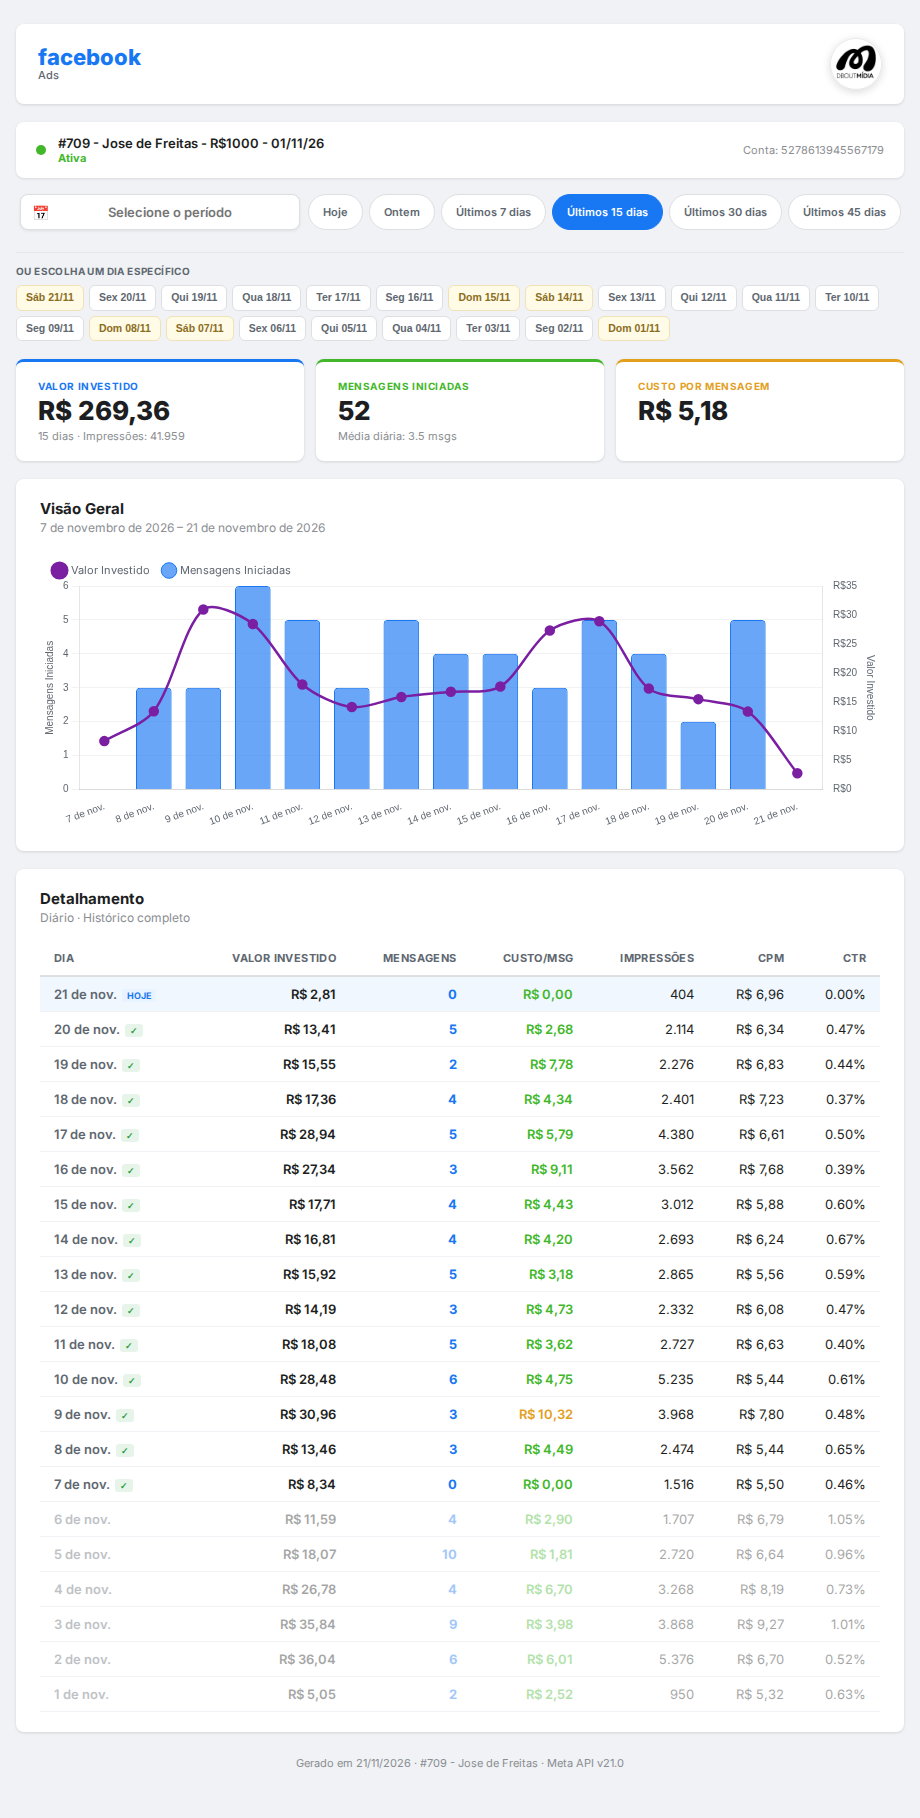 facebook
Ads
DBOUTMÍDIA
#709 - Jose de Freitas - R$1000 - 01/11/26
Ativa
Conta: 5278613945567179
Selecione o período
Hoje
Ontem
Últimos 7 dias
Últimos 15 dias
Últimos 30 dias
Últimos 45 dias
OU ESCOLHA UM DIA ESPECÍFICO
Sáb 21/11 Sex 20/11 Qui 19/11 Qua 18/11 Ter 17/11 Seg 16/11 Dom 15/11 Sáb 14/11 Sex 13/11 Qui 12/11 Qua 11/11 Ter 10/11
Seg 09/11 Dom 08/11 Sáb 07/11 Sex 06/11 Qui 05/11 Qua 04/11 Ter 03/11 Seg 02/11 Dom 01/11
VALOR INVESTIDO
R$ 269,36
15 dias · Impressões: 41.959
MENSAGENS INICIADAS
52
Média diária: 3.5 msgs
CUSTO POR MENSAGEM
R$ 5,18
Visão Geral
7 de novembro de 2026 – 21 de novembro de 2026
Valor Investido Mensagens Iniciadas
Mensagens Iniciadas
6
5
4
3
2
1
0
R$35
R$30
R$25
R$20
R$15
R$10
R$5
R$0
Valor Investido
7 de nov. 8 de nov. 9 de nov. 10 de nov. 11 de nov. 12 de nov. 13 de nov. 14 de nov. 15 de nov. 16 de nov. 17 de nov. 18 de nov. 19 de nov. 20 de nov. 21 de nov.
Detalhamento
Diário · Histórico completo
DIA VALOR INVESTIDO MENSAGENS CUSTO/MSG IMPRESSÕES CPM CTR
21 de nov. HOJE R$ 2,81 0 R$ 0,00 404 R$ 6,96 0.00%
20 de nov. ✓ R$ 13,41 5 R$ 2,68 2.114 R$ 6,34 0.47%
19 de nov. ✓ R$ 15,55 2 R$ 7,78 2.276 R$ 6,83 0.44%
18 de nov. ✓ R$ 17,36 4 R$ 4,34 2.401 R$ 7,23 0.37%
17 de nov. ✓ R$ 28,94 5 R$ 5,79 4.380 R$ 6,61 0.50%
16 de nov. ✓ R$ 27,34 3 R$ 9,11 3.562 R$ 7,68 0.39%
15 de nov. ✓ R$ 17,71 4 R$ 4,43 3.012 R$ 5,88 0.60%
14 de nov. ✓ R$ 16,81 4 R$ 4,20 2.693 R$ 6,24 0.67%
13 de nov. ✓ R$ 15,92 5 R$ 3,18 2.865 R$ 5,56 0.59%
12 de nov. ✓ R$ 14,19 3 R$ 4,73 2.332 R$ 6,08 0.47%
11 de nov. ✓ R$ 18,08 5 R$ 3,62 2.727 R$ 6,63 0.40%
10 de nov. ✓ R$ 28,48 6 R$ 4,75 5.235 R$ 5,44 0.61%
9 de nov. ✓ R$ 30,96 3 R$ 10,32 3.968 R$ 7,80 0.48%
8 de nov. ✓ R$ 13,46 3 R$ 4,49 2.474 R$ 5,44 0.65%
7 de nov. ✓ R$ 8,34 0 R$ 0,00 1.516 R$ 5,50 0.46%
6 de nov. R$ 11,59 4 R$ 2,90 1.707 R$ 6,79 1.05%
5 de nov. R$ 18,07 10 R$ 1,81 2.720 R$ 6,64 0.96%
4 de nov. R$ 26,78 4 R$ 6,70 3.268 R$ 8,19 0.73%
3 de nov. R$ 35,84 9 R$ 3,98 3.868 R$ 9,27 1.01%
2 de nov. R$ 36,04 6 R$ 6,01 5.376 R$ 6,70 0.52%
1 de nov. R$ 5,05 2 R$ 2,52 950 R$ 5,32 0.63%
Gerado em 21/11/2026 · #709 - Jose de Freitas · Meta API v21.0